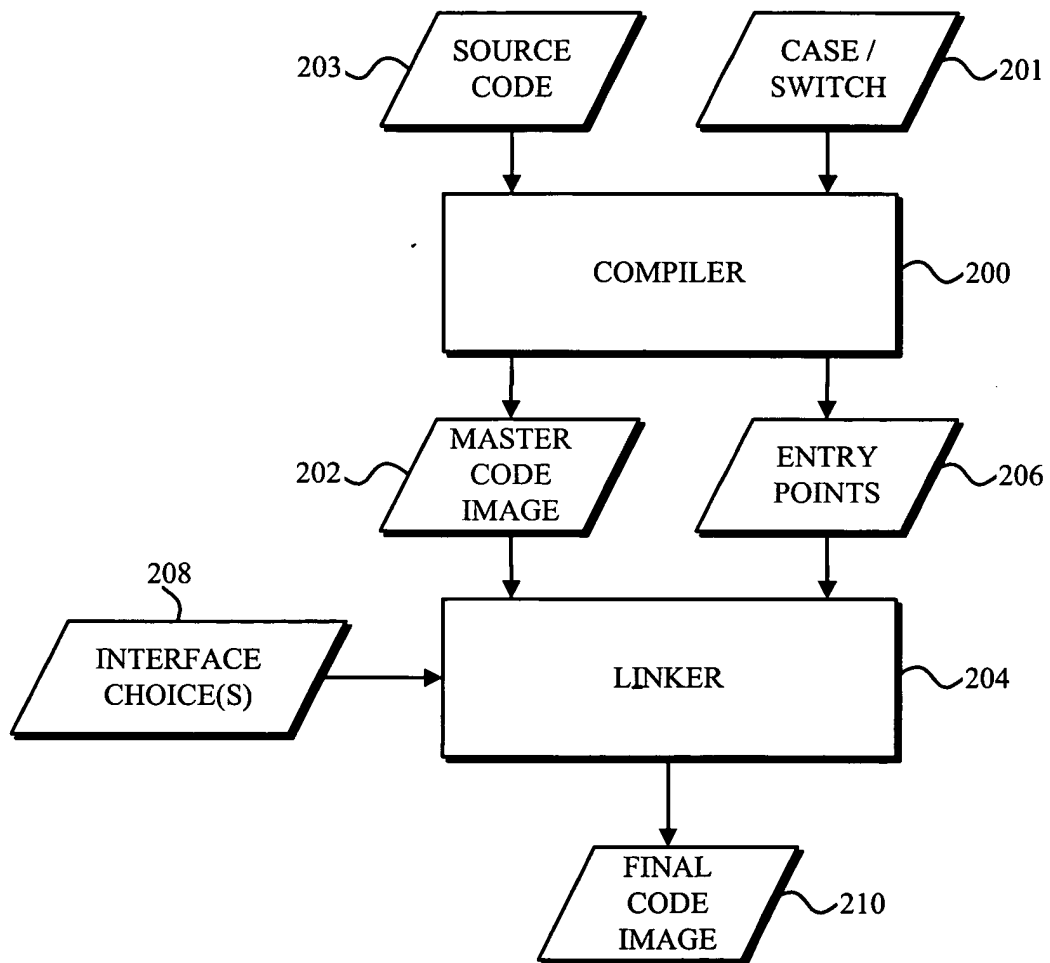 203
SOURCE
CODE
CASE /
SWITCH
201
COMPILER
200
202
MASTER
CODE
IMAGE
ENTRY
POINTS
206
208
INTERFACE
CHOICE(S)
LINKER
204
FINAL
CODE
IMAGE
210